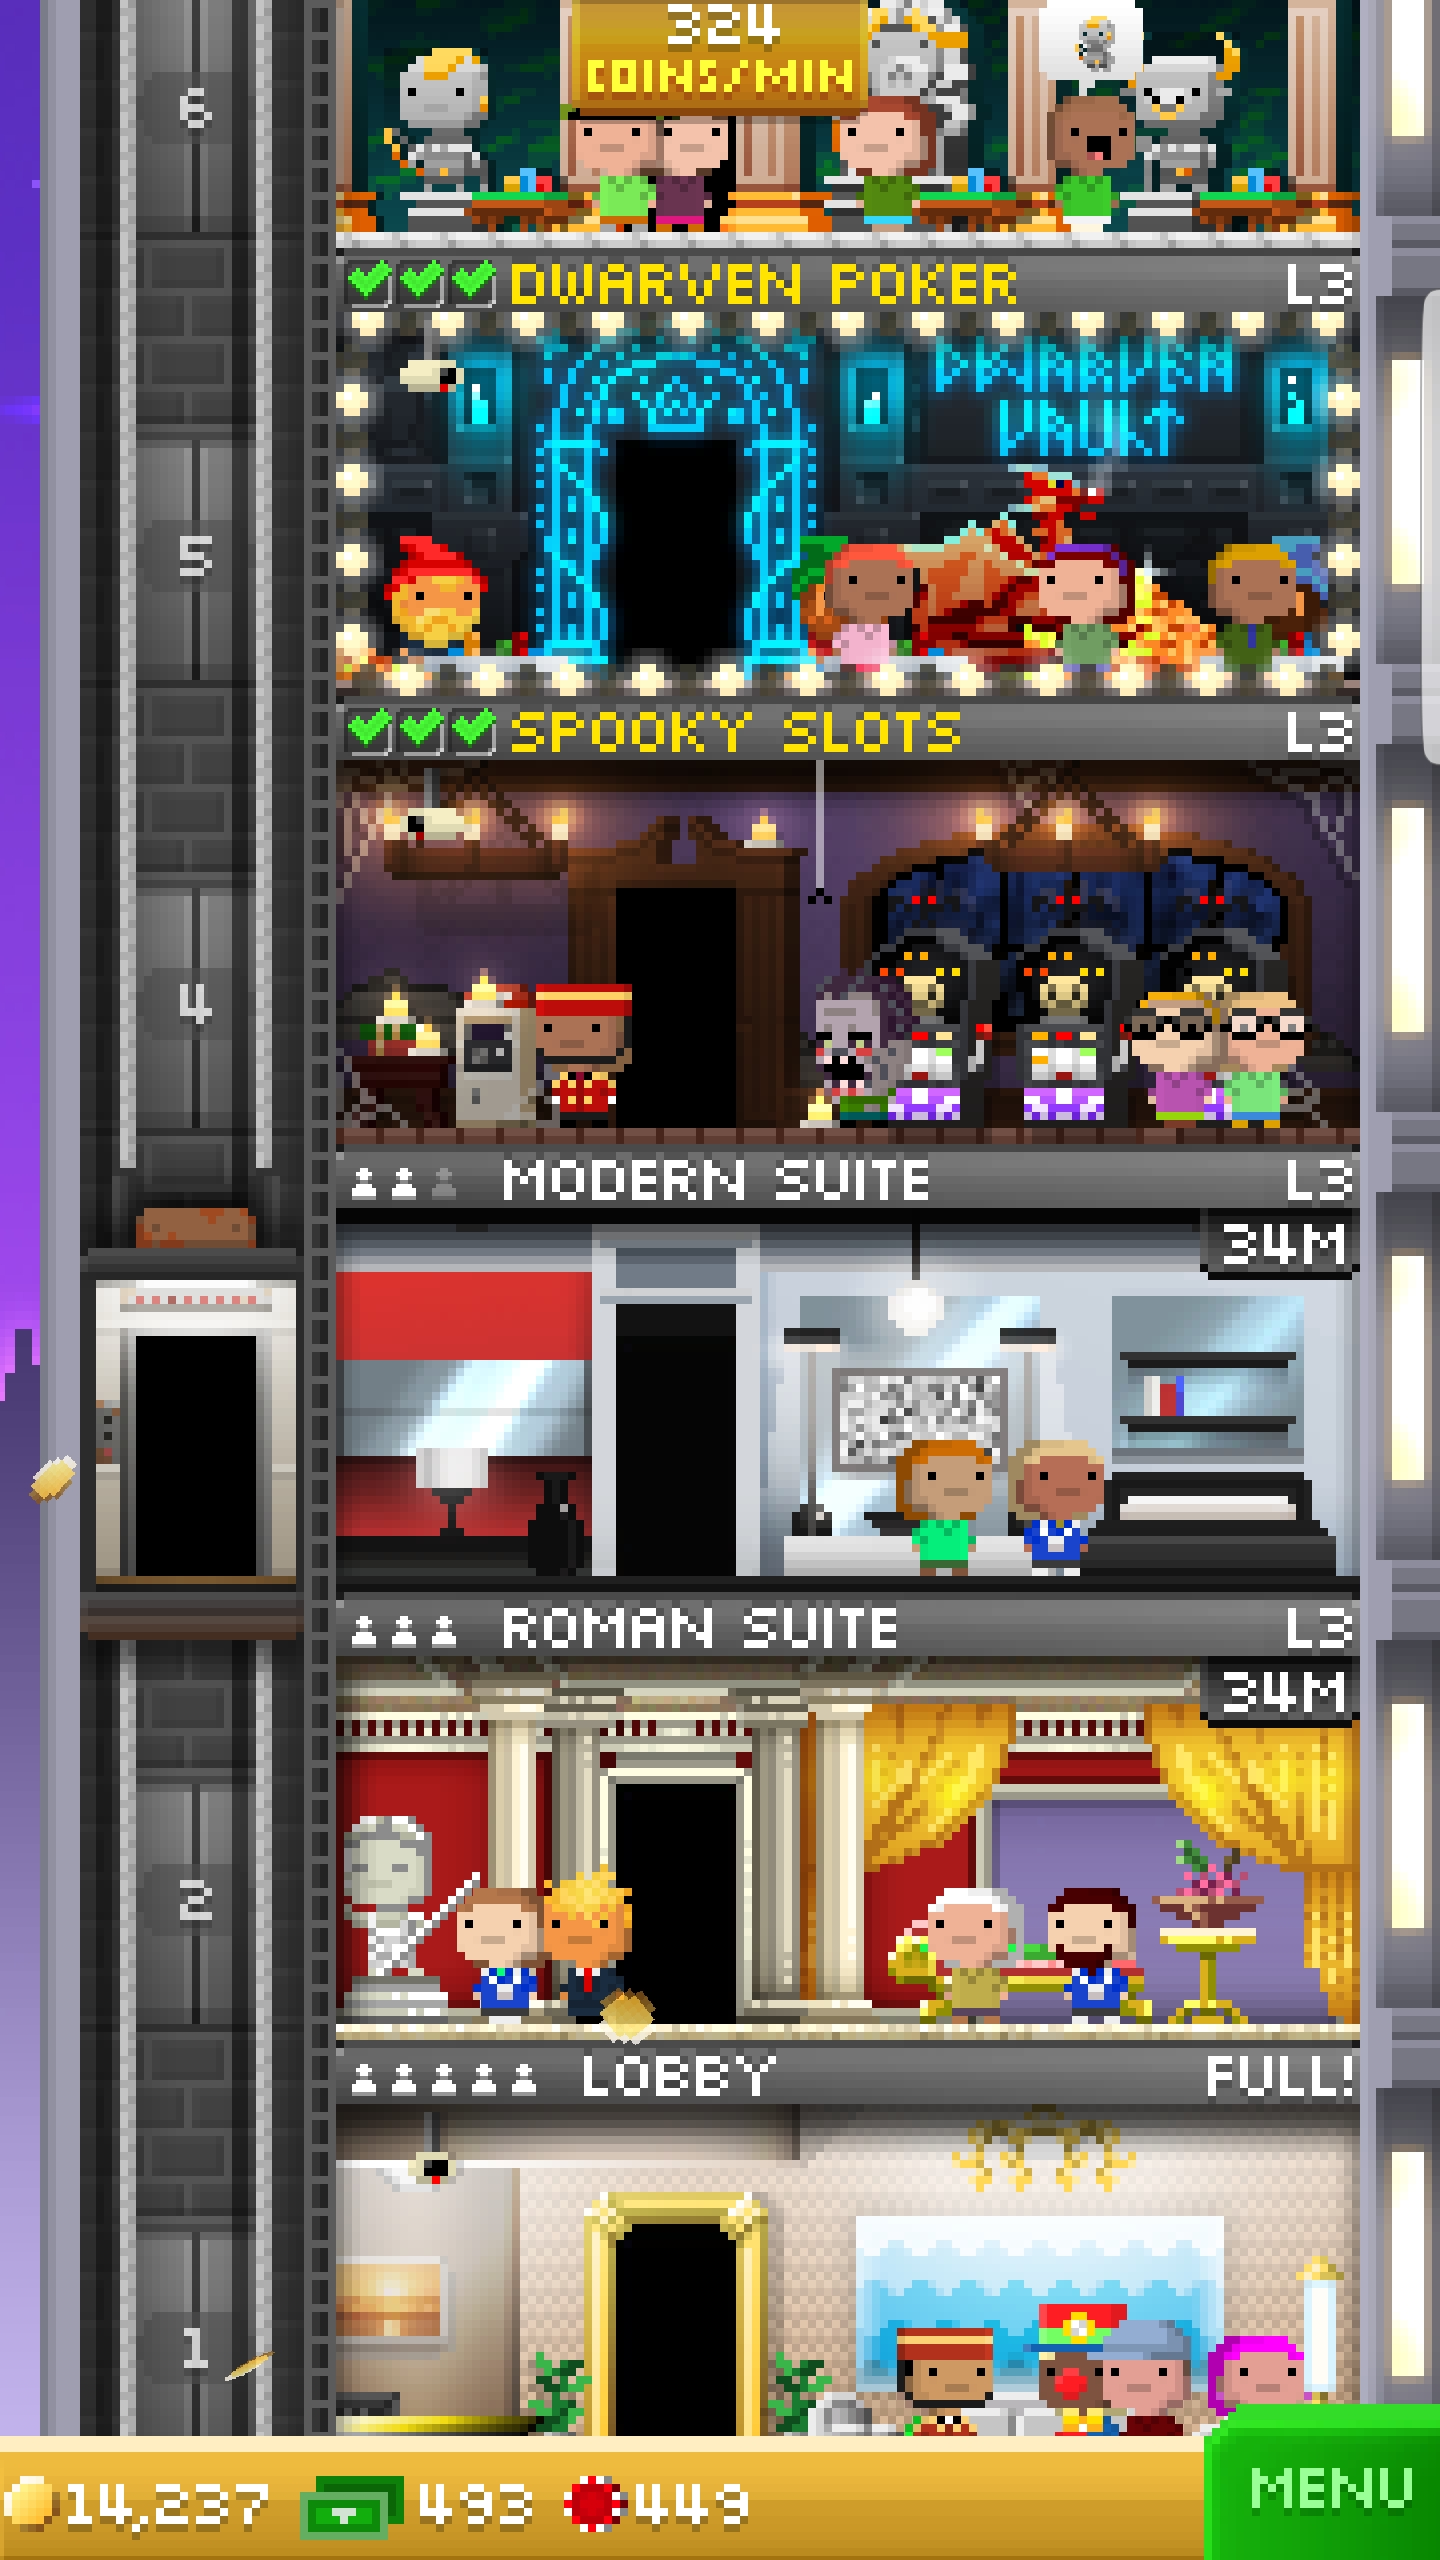 324
COINS/MIN
6
DWARVEN POKER L3
DWARVEN
VAULT
5
SPOOKY SLOTS L3
4
MODERN SUITE L3
34M
ROMAN SUITE L3
34M
2
LOBBY FULL!
1
14,237 493 449 MENU